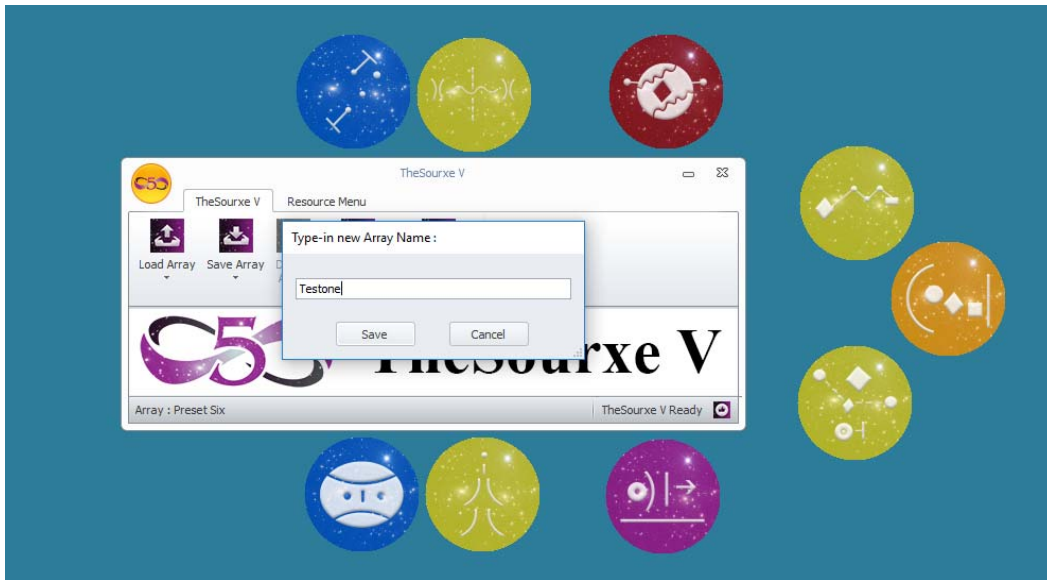 TheSourxe V
TheSourxe V
Resource Menu
Load Array
Save Array
Type-in new Array Name :
Testone
Save
Cancel
TheSourxe V
Array : Preset Six
TheSourxe V Ready